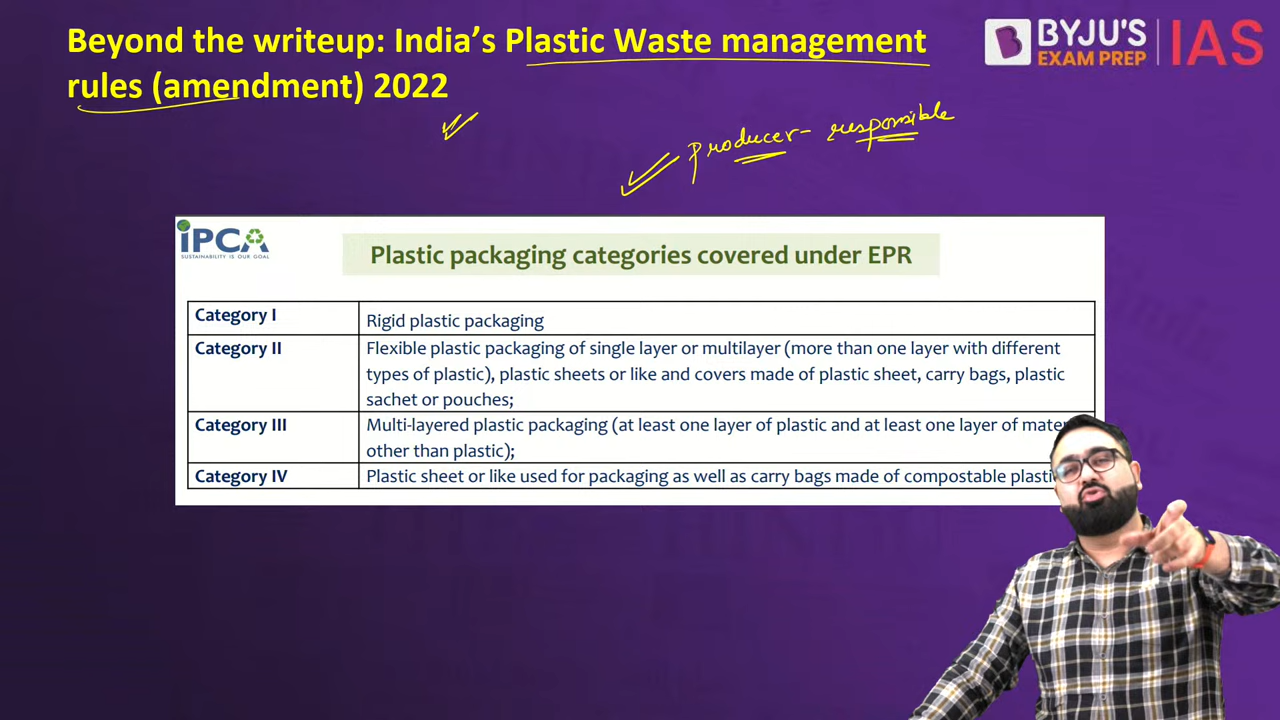 Beyond the writeup: India's Plastic Waste management
rules (amendment) 2022
BYJU'S
EXAM PREP
IAS
producer- responsible
iPCA
SUSTAINABILITY IS OUR GOAL
Plastic packaging categories covered under EPR
Category I
Rigid plastic packaging
Category II
Flexible plastic packaging of single layer or multilayer (more than one layer with different
types of plastic), plastic sheets or like and covers made of plastic sheet, carry bags, plastic
sachet or pouches;
Category III
Multi-layered plastic packaging (at least one layer of plastic and at least one layer of
other than plastic);
Category IV
Plastic sheet or like used for packaging as well as carry bags made of compostable